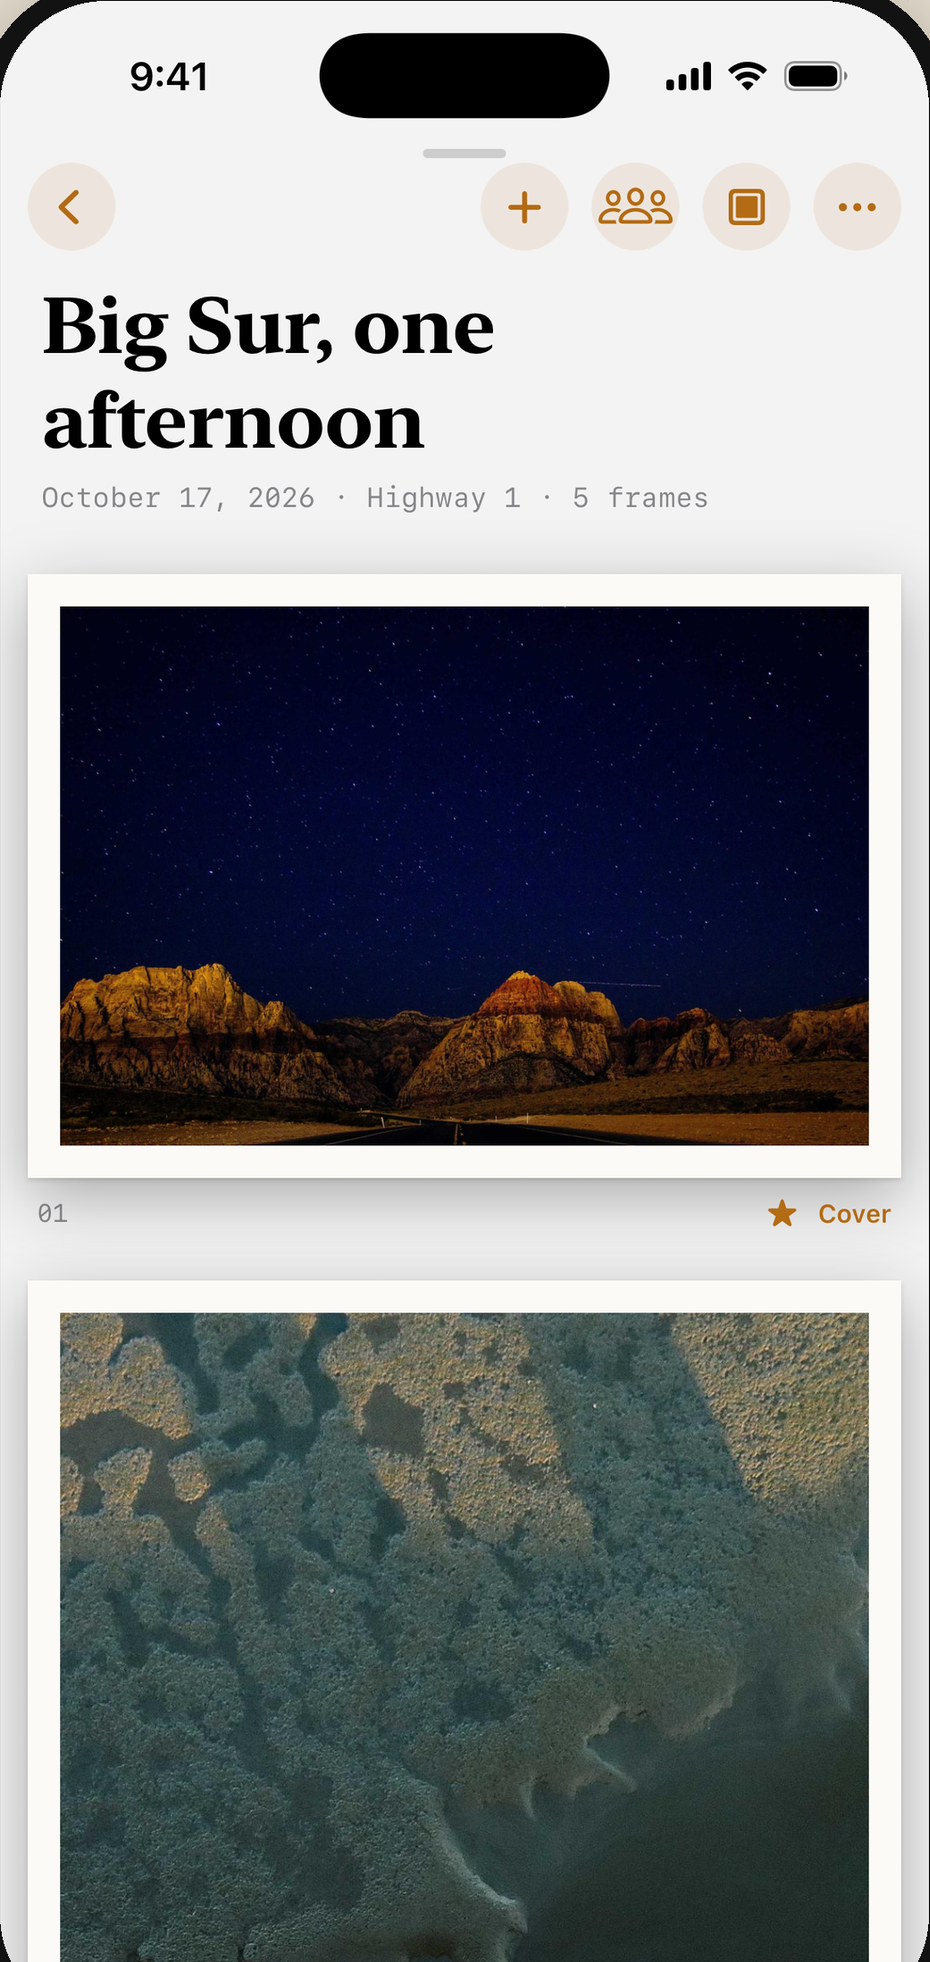 9:41
Big Sur, one
afternoon
October 17, 2026 · Highway 1 · 5 frames
01
Cover